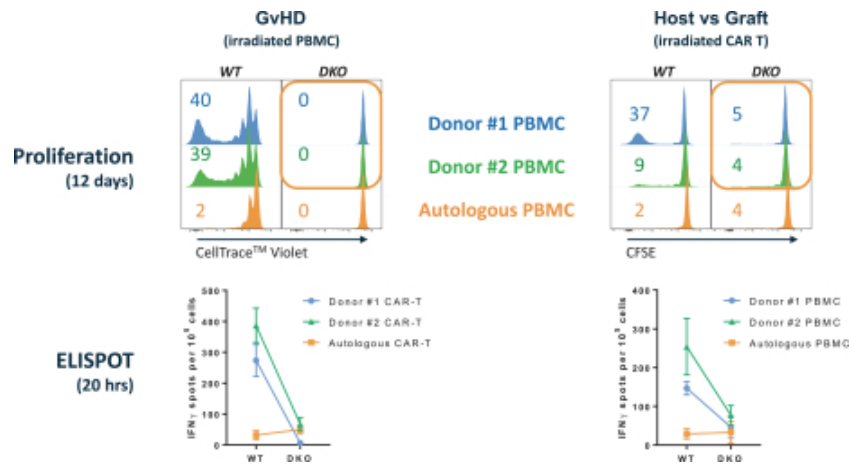 GvHD
(irradiated PBMC)
Host vs Graft
(irradiated CAR T)
WT DKO
WT DKO
Proliferation
(12 days)
40 0
39 0
2 0
Donor #1 PBMC
Donor #2 PBMC
Autologous PBMC
37 5
9 4
2 4
CellTrace™ Violet
CFSE
ELISPOT
(20 hrs)
IFNγ spots per 10⁵ cells
500
400
300
200
100
0
WT DKO
Donor #1 CAR-T
Donor #2 CAR-T
Autologous CAR-T
IFNγ spots per 10⁵ cells
400
300
200
100
0
WT DKO
Donor #1 PBMC
Donor #2 PBMC
Autologous PBMC